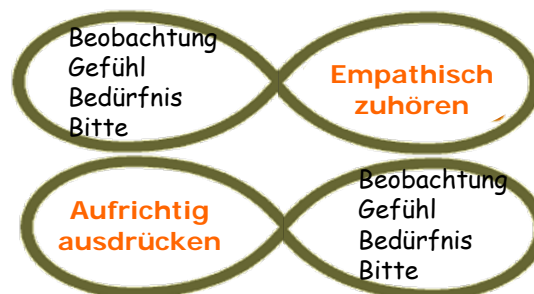 Beobachtung
Gefühl
Bedürfnis
Bitte
Empathisch
zuhören
Aufrichtig
ausdrücken
Beobachtung
Gefühl
Bedürfnis
Bitte